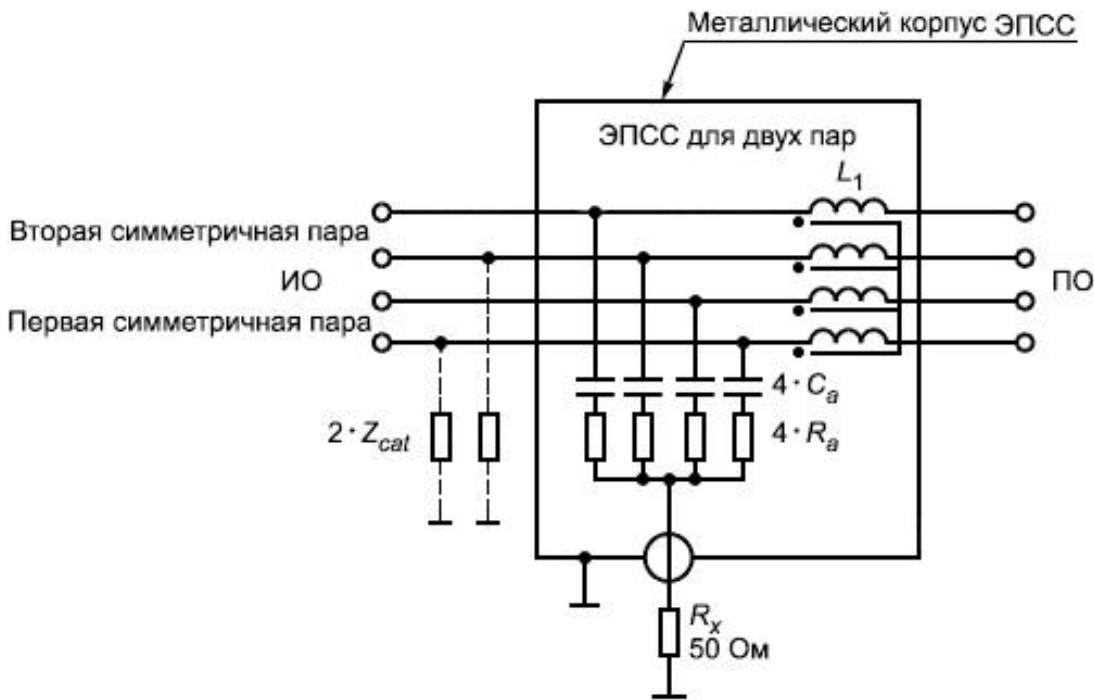 Металлический корпус ЭПСС
ЭПСС для двух пар
L1
Вторая симметричная пара
ИО
ПО
Первая симметричная пара
4 · Ca
2 · Zcat
4 · Ra
Rx
50 Ом